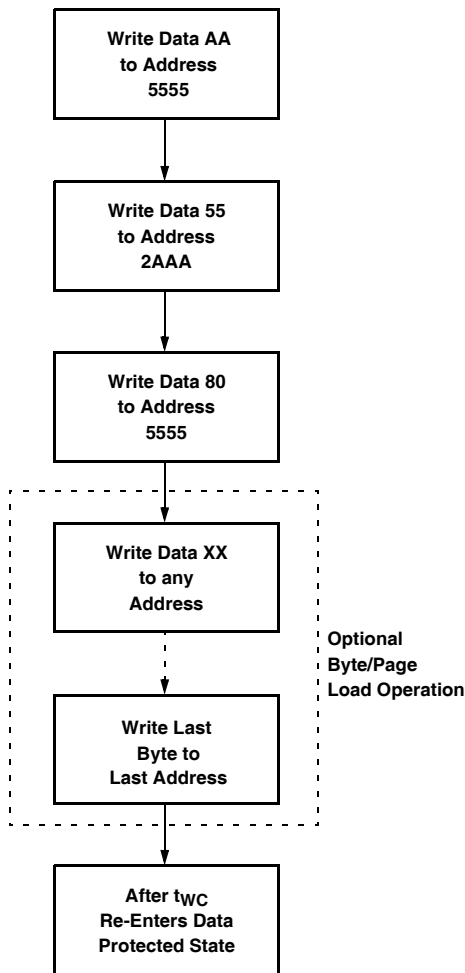 Write Data AA
to Address
5555
Write Data 55
to Address
2AAA
Write Data 80
to Address
5555
Write Data XX
to any
Address
Optional
Byte/Page
Load Operation
Write Last
Byte to
Last Address
After tWC
Re-Enters Data
Protected State